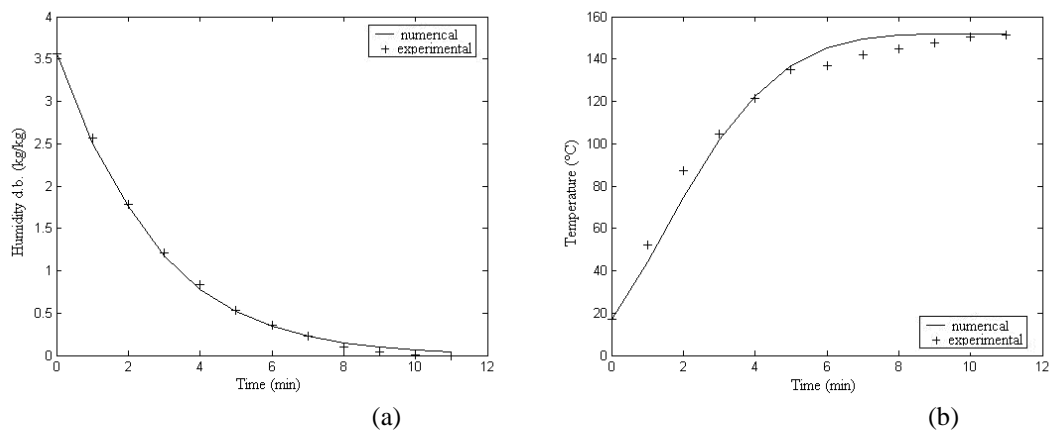 4
3.5
3
2.5
2
1.5
1
0.5
0
0 2 4 6 8 10 12
Humidity d.b. (kg/kg)
Time (min)
numerical
experimental
(a)
160
140
120
100
80
60
40
20
0
0 2 4 6 8 10 12
Temperature (°C)
Time (min)
numerical
experimental
(b)